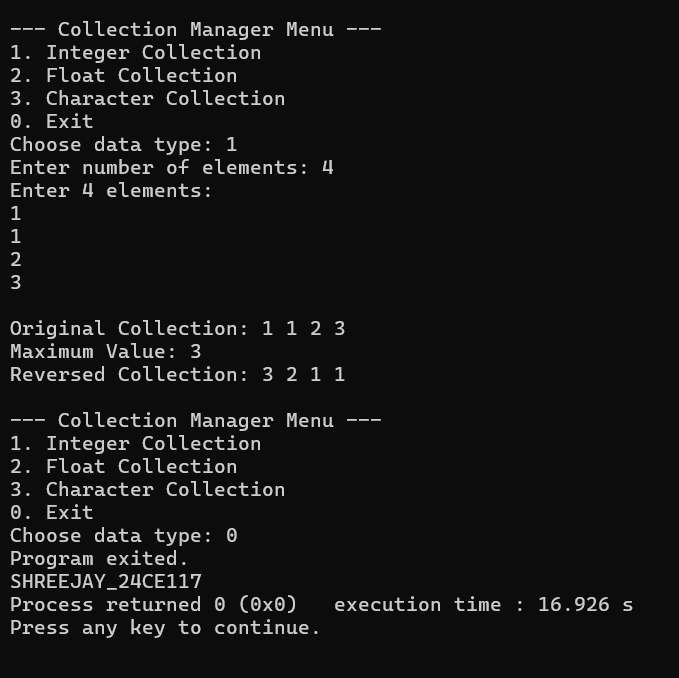 --- Collection Manager Menu ---
1. Integer Collection
2. Float Collection
3. Character Collection
0. Exit
Choose data type: 1
Enter number of elements: 4
Enter 4 elements:
1
1
2
3
Original Collection: 1 1 2 3
Maximum Value: 3
Reversed Collection: 3 2 1 1
--- Collection Manager Menu ---
1. Integer Collection
2. Float Collection
3. Character Collection
0. Exit
Choose data type: 0
Program exited.
SHREEJAY_24CE117
Process returned 0 (0x0)   execution time : 16.926 s
Press any key to continue.